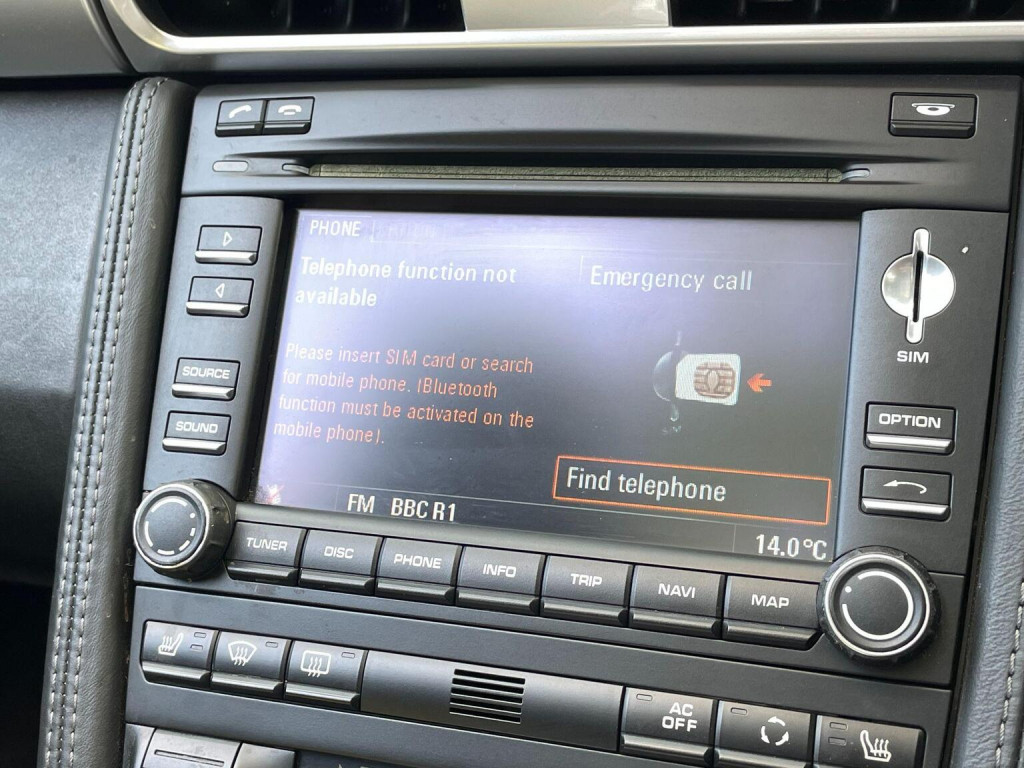 PHONE
Telephone function not
available
Emergency call
Please insert SIM card or search
for mobile phone. (Bluetooth
function must be activated on the
mobile phone).
Find telephone
FM BBC R1
14.0°C
SIM
SOURCE
SOUND
OPTION
TUNER
DISC
PHONE
INFO
TRIP
NAVI
MAP
AC
OFF